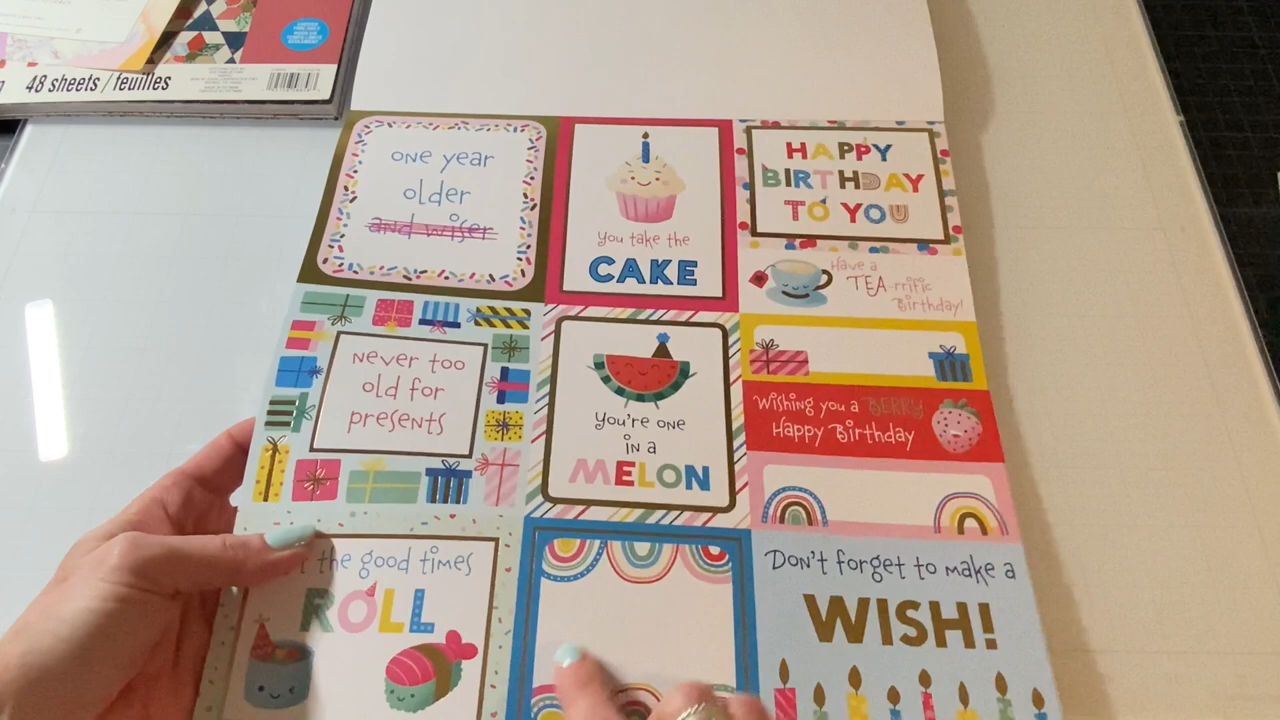 48 sheets / feuilles
one year
older
and wiser
You take the
CAKE
HAPPY
BIRTHDAY
TO YOU
Have a
TEA-rrific
Birthday!
Never too
old for
presents
You're one
in a
MELON
Wishing you a BERRY
Happy Birthday
the good times
ROLL
Don't forget to make a
WISH!